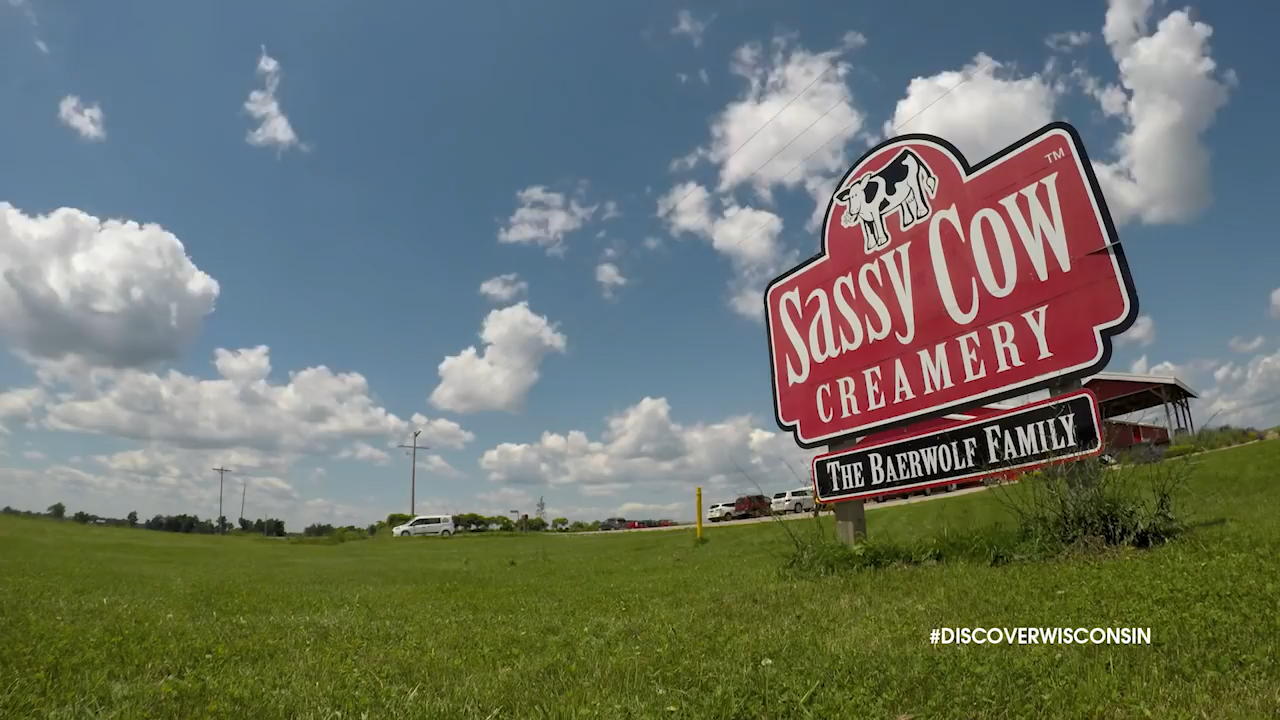 Sassy Cow
CREAMERY
TM
THE BAERWOLF FAMILY
#DISCOVERWISCONSIN